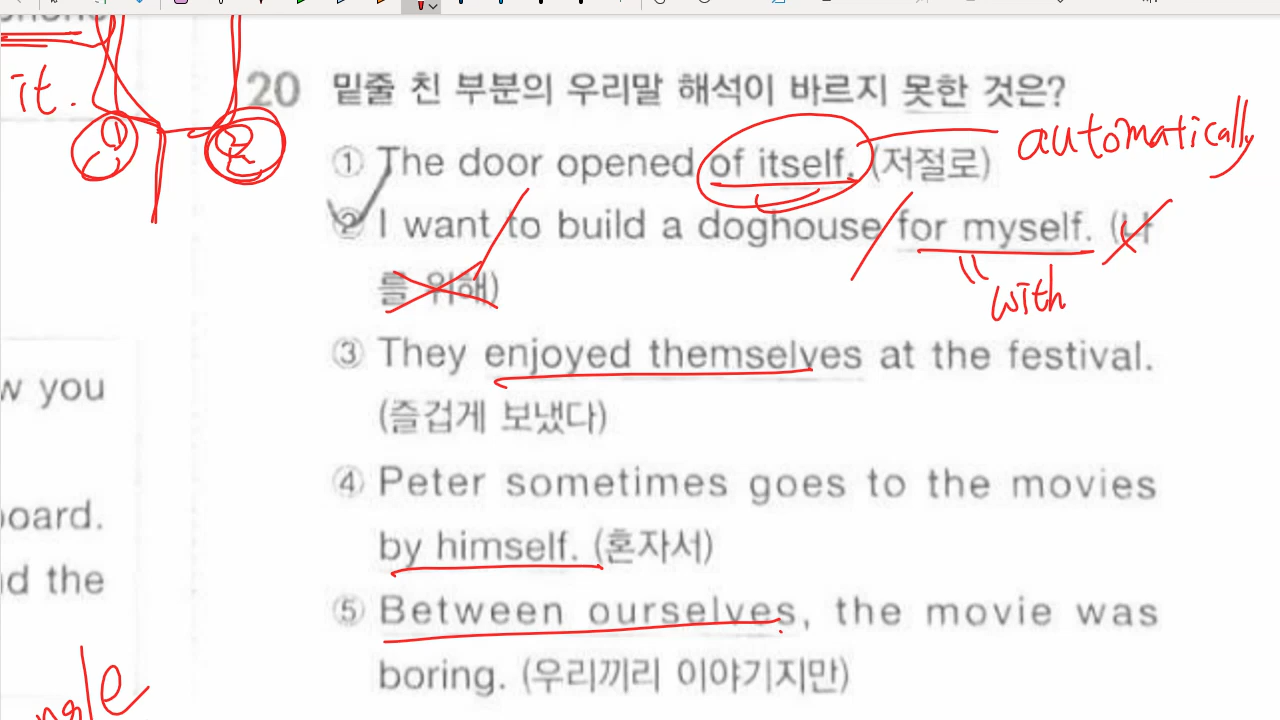 it.
20 밑줄 친 부분의 우리말 해석이 바르지 못한 것은?
① The door opened of itself. (저절로) automatically
② I want to build a doghouse for myself. (나
를 위해)
with
③ They enjoyed themselves at the festival.
(즐겁게 보냈다)
④ Peter sometimes goes to the movies
by himself. (혼자서)
⑤ Between ourselves, the movie was
boring. (우리끼리 이야기지만)
you
oard.
d the